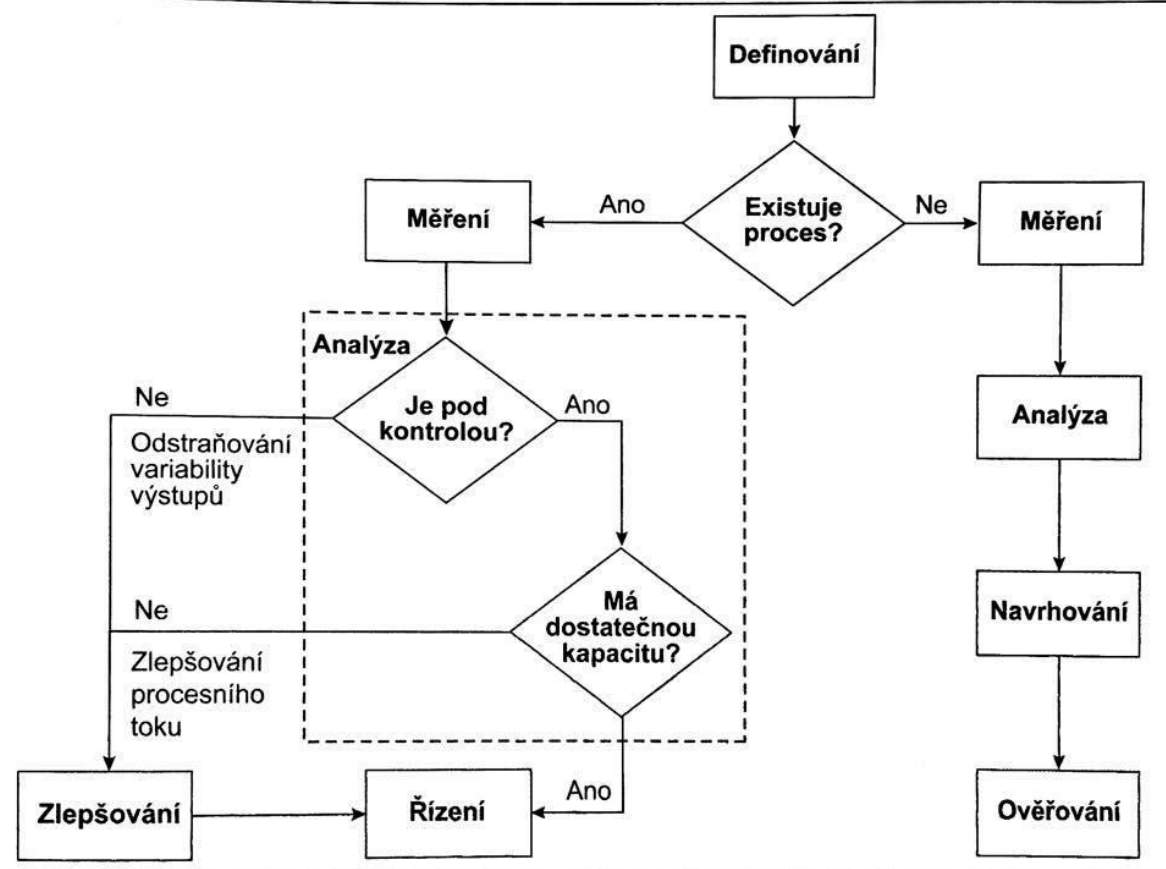 Definování
Existuje
proces?
Ano
Ne
Měření
Měření
Analýza
Je pod
kontrolou?
Ne
Ano
Odstraňování
variability
výstupů
Analýza
Má
dostatečnou
kapacitu?
Ne
Zlepšování
procesního
toku
Navrhování
Zlepšování
Řízení
Ano
Ověřování